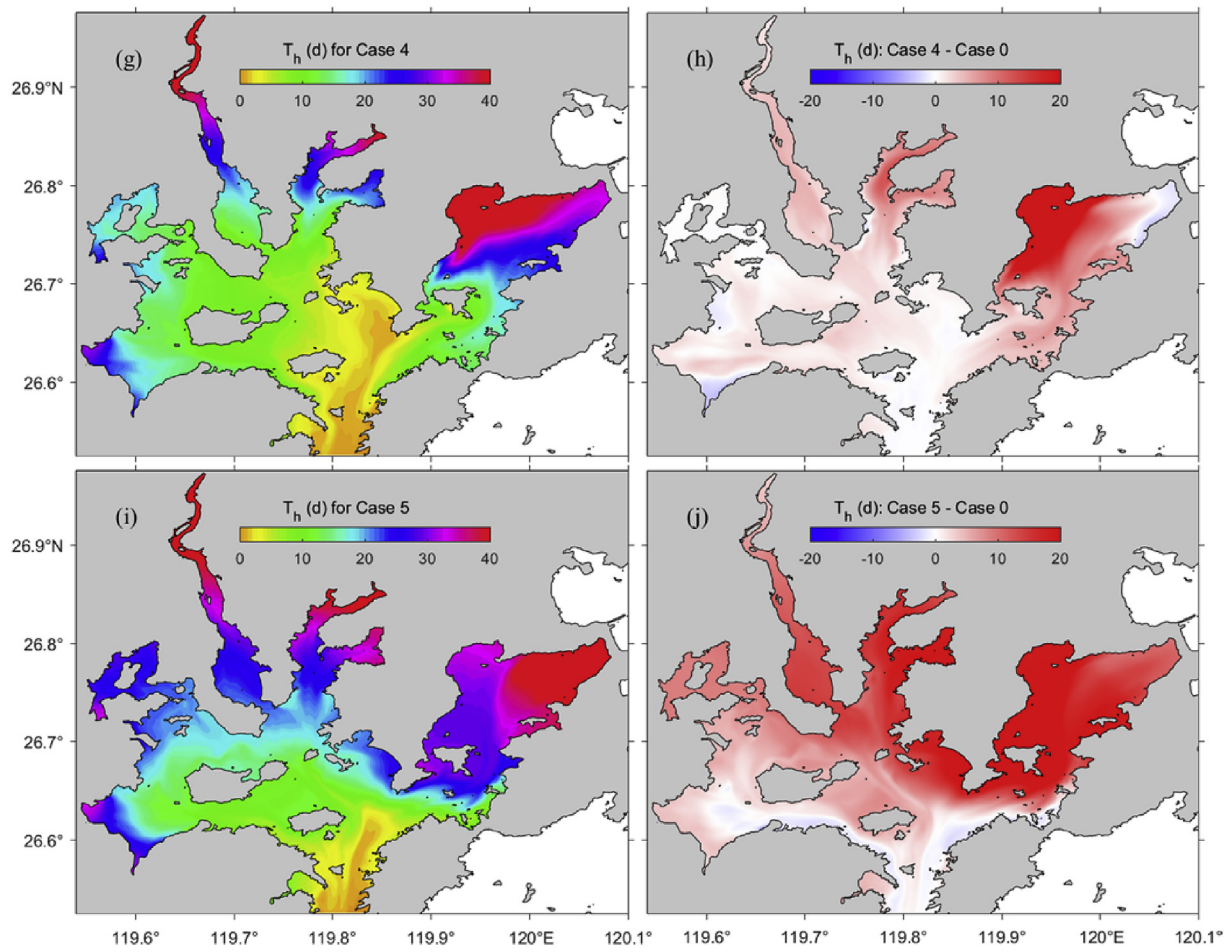 (g) T_h (d) for Case 4
0 10 20 30 40
(h) T_h (d): Case 4 - Case 0
-20 -10 0 10 20
26.9°N
26.8°
26.7°
26.6°
(i) T_h (d) for Case 5
0 10 20 30 40
(j) T_h (d): Case 5 - Case 0
-20 -10 0 10 20
26.9°N
26.8°
26.7°
26.6°
119.6° 119.7° 119.8° 119.9° 120°E 120.1°
119.6° 119.7° 119.8° 119.9° 120°E 120.1°